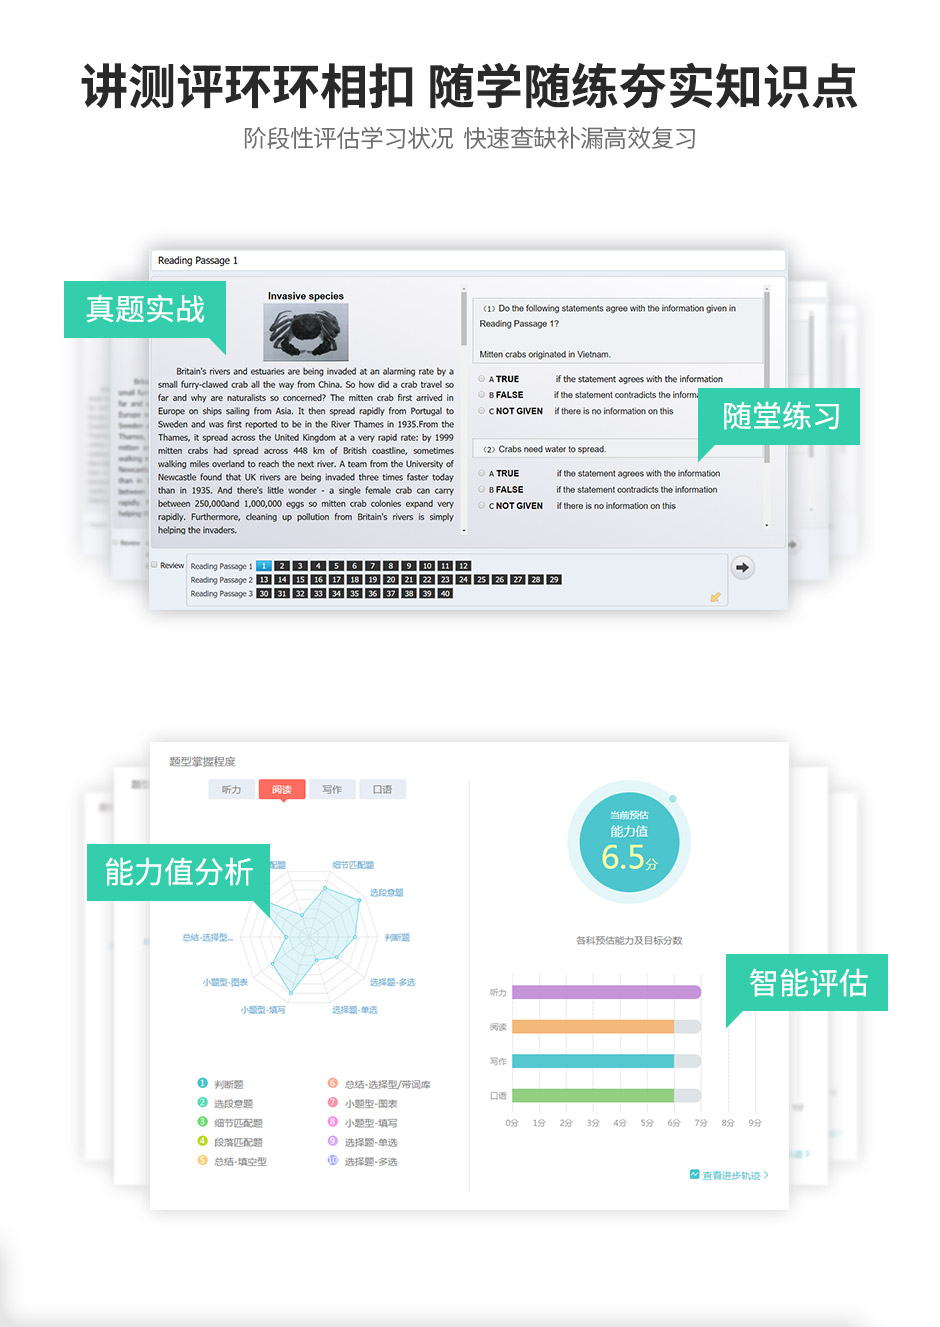 讲测评环环相扣 随学随练夯实知识点
阶段性评估学习状况 快速查缺补漏高效复习
Reading Passage 1
真题实战
Invasive species
Britain's rivers and estuaries are being invaded at an alarming rate by a
small furry-clawed crab all the way from China. So how did a crab travel so
far and why are naturalists so concerned? The mitten crab first arrived in
Europe on ships sailing from Asia. It then spread rapidly from Portugal to
Sweden and was first reported to be in the River Thames in 1935.From the
Thames, it spread across the United Kingdom at a very rapid rate: by 1999
mitten crabs had spread across 448 km of British coastline, sometimes
walking miles overland to reach the next river. A team from the University of
Newcastle found that UK rivers are being invaded three times faster today
than in 1935. And there's little wonder - a single female crab can carry
between 250,000and 1,000,000 eggs so mitten crab colonies expand very
rapidly. Furthermore, cleaning up pollution from Britain's rivers is simply
helping the invaders.
(1) Do the following statements agree with the information given in
Reading Passage 1?
Mitten crabs originated in Vietnam.
A TRUE if the statement agrees with the information
B FALSE if the statement contradicts the
C NOT GIVEN if there is no information on this
随堂练习
(2) Crabs need water to spread.
A TRUE if the statement agrees with the information
B FALSE if the statement contradicts the information
C NOT GIVEN if there is no information on this
Review
Reading Passage 1 1 2 3 4 5 6 7 8 9 10 11 12
Reading Passage 2 13 14 15 16 17 18 19 20 21 22 23 24 25 26 27 28 29
Reading Passage 3 30 31 32 33 34 35 36 37 38 39 40
题型掌握程度
听力 阅读 写作 口语
能力值分析
配题
细节匹配题
选段意题
判断题
选择题-多选
选择题-单选
小题型-填写
小题型-图表
总结-选择型...
1 判断题
2 选段意题
3 细节匹配题
4 段落匹配题
5 总结-填空型
6 总结-选择型/带词库
7 小题型-图表
8 小题型-填写
9 选择题-单选
10 选择题-多选
当前预估
能力值
6.5分
各科预估能力及目标分数
智能评估
听力
阅读
写作
口语
0分 1分 2分 3分 4分 5分 6分 7分 8分 9分
查看进步轨迹